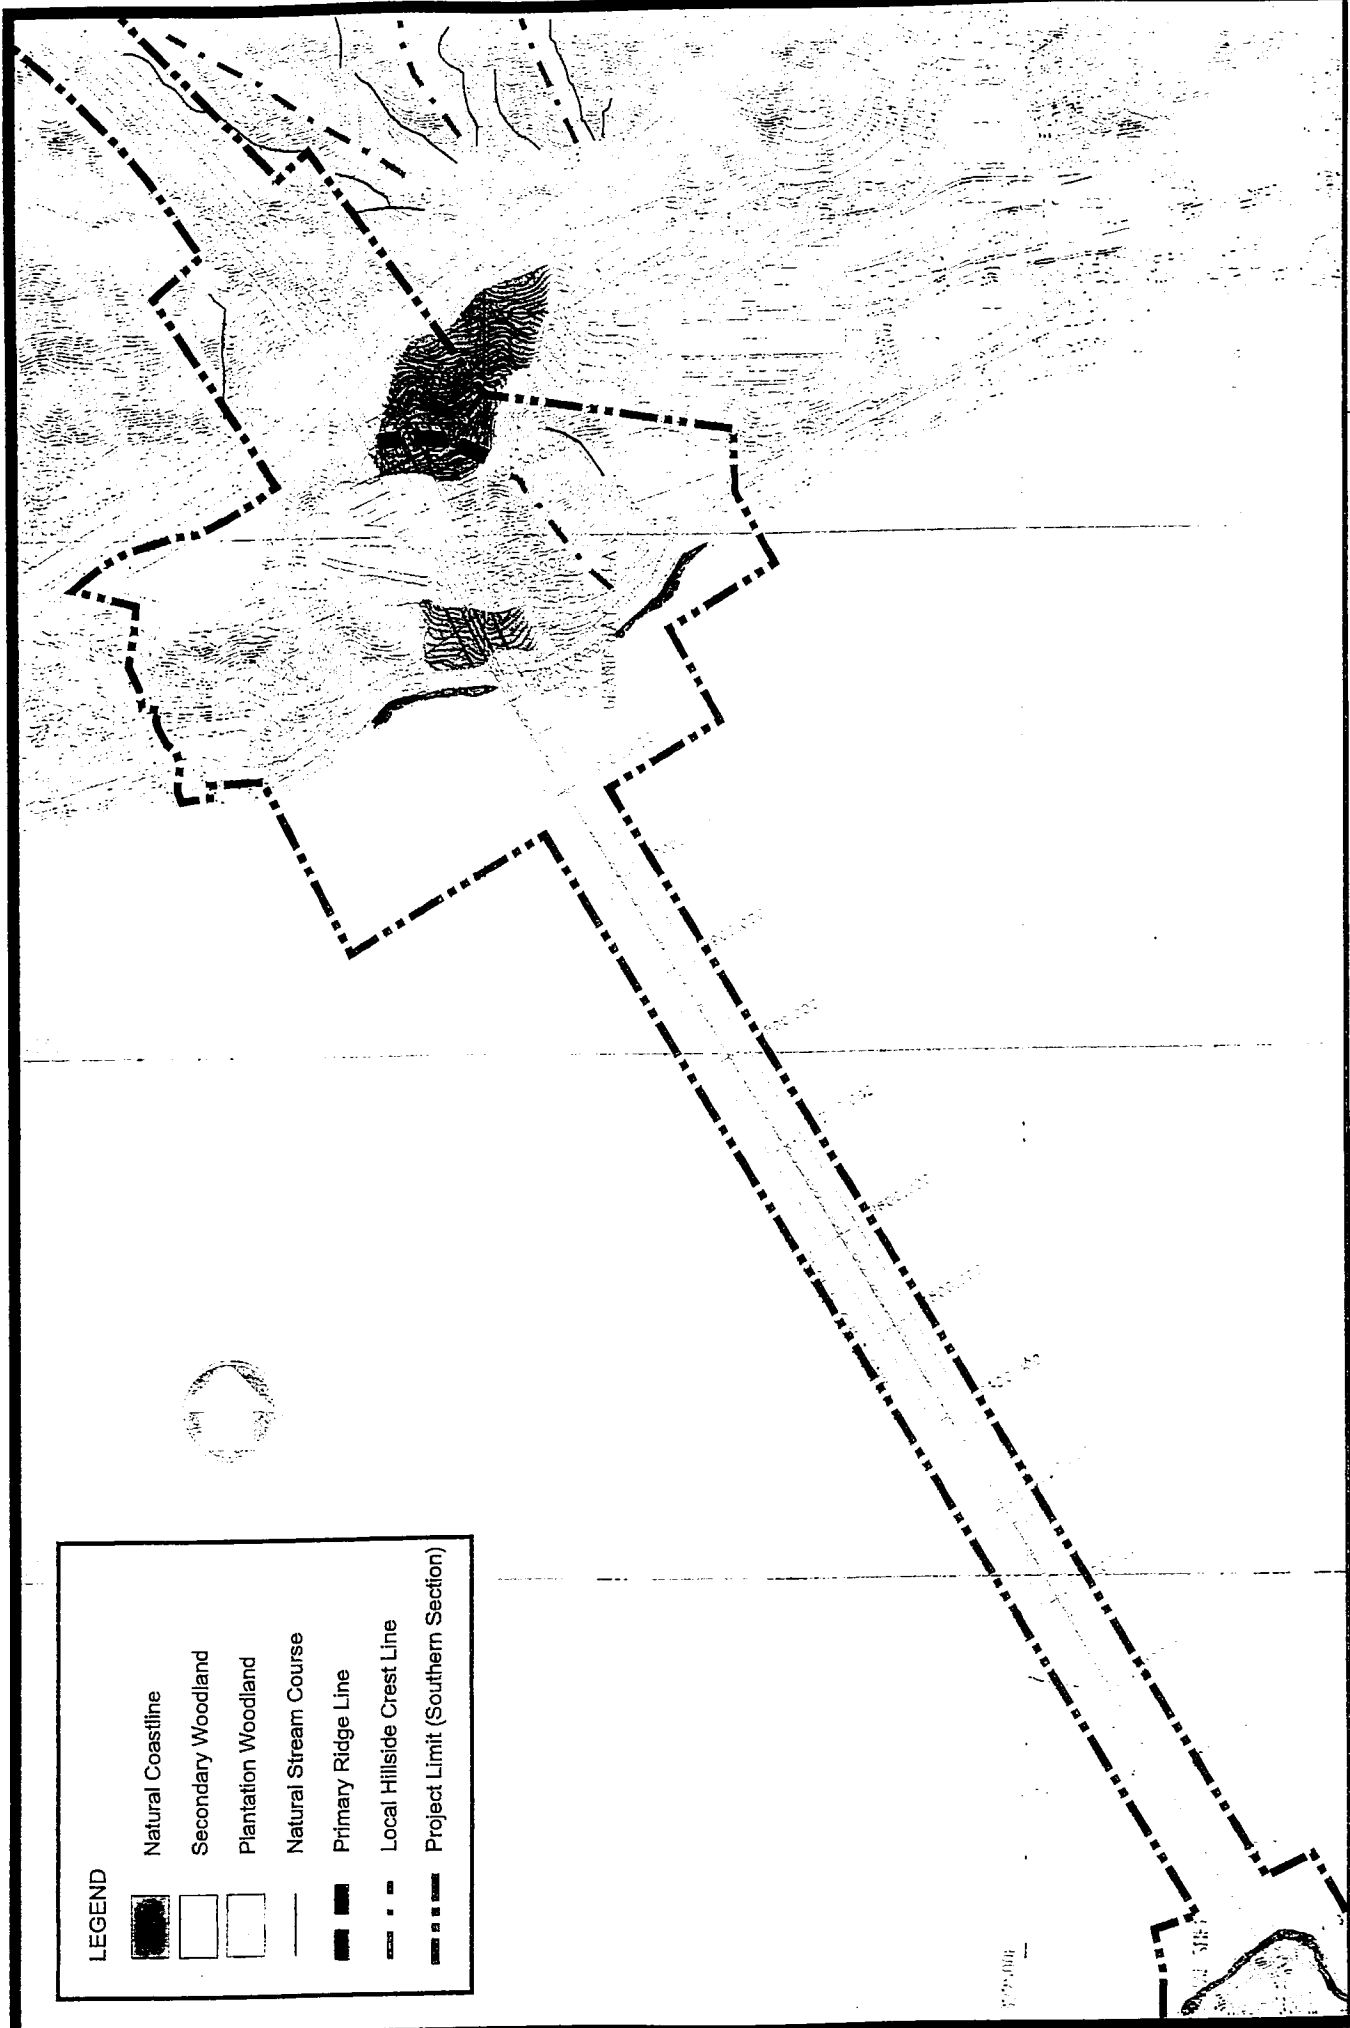 LEGEND
Natural Coastline
Secondary Woodland
Plantation Woodland
Natural Stream Course
Primary Ridge Line
Local Hillside Crest Line
Project Limit (Southern Section)